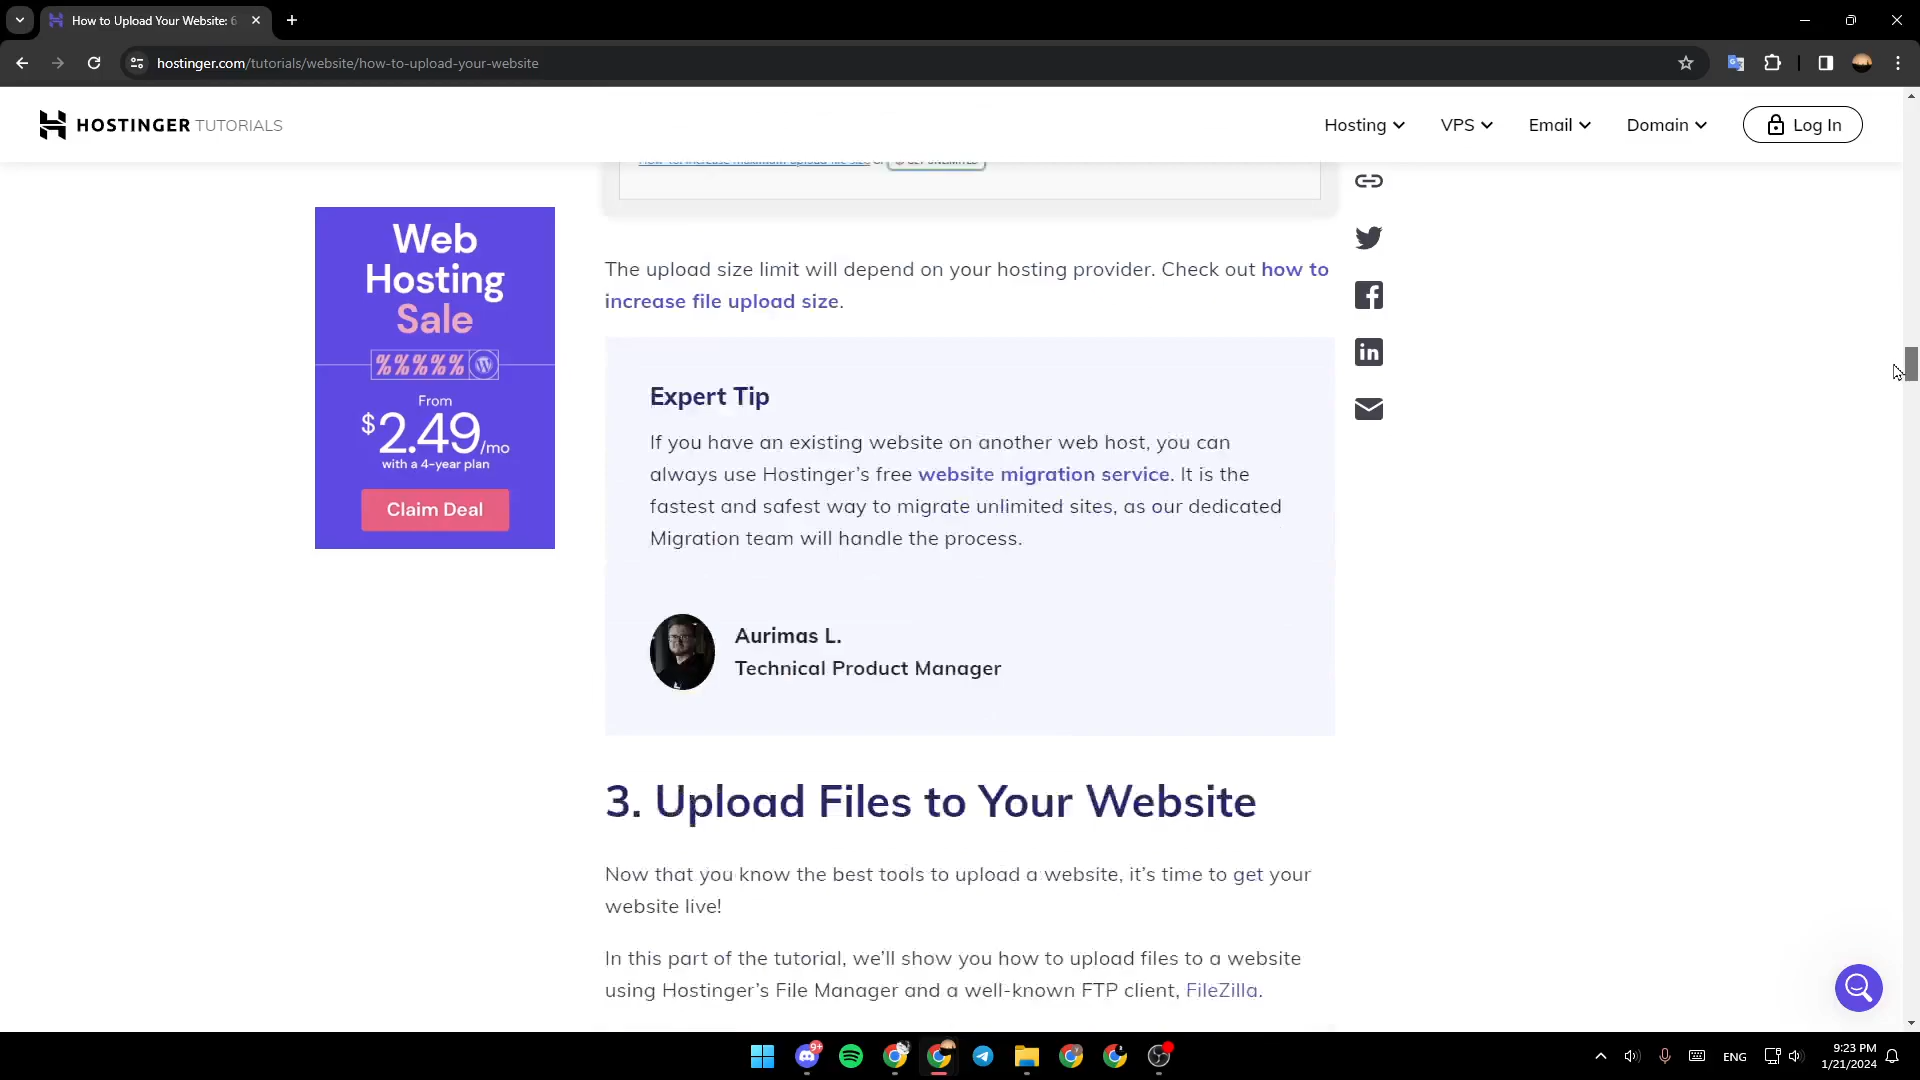 How to Upload Your Website: 6
hostinger.com/tutorials/website/how-to-upload-your-website
HOSTINGER TUTORIALS
Hosting
VPS
Email
Domain
Log In
Web
Hosting
Sale
%%%%%
From
$2.49/mo
with a 4-year plan
Claim Deal
The upload size limit will depend on your hosting provider. Check out how to
increase file upload size.
Expert Tip
If you have an existing website on another web host, you can
always use Hostinger’s free website migration service. It is the
fastest and safest way to migrate unlimited sites, as our dedicated
Migration team will handle the process.
Aurimas L.
Technical Product Manager
3. Upload Files to Your Website
Now that you know the best tools to upload a website, it’s time to get your
website live!
In this part of the tutorial, we’ll show you how to upload files to a website
using Hostinger’s File Manager and a well-known FTP client, FileZilla.
9+
ENG
9:23 PM
1/21/2024